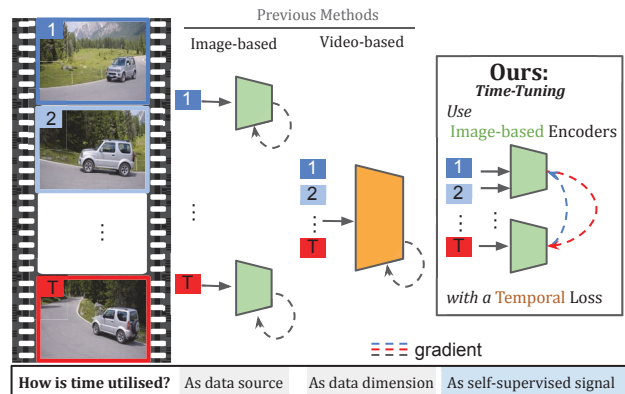 Previous Methods
Image-based
Video-based
1
2
⋮
T
1
⋮
T
1
2
⋮
T
Ours:
Time-Tuning
Use
Image-based Encoders
1
2
⋮ ⋮
T
with a Temporal Loss
gradient
How is time utilised? As data source As data dimension As self-supervised signal